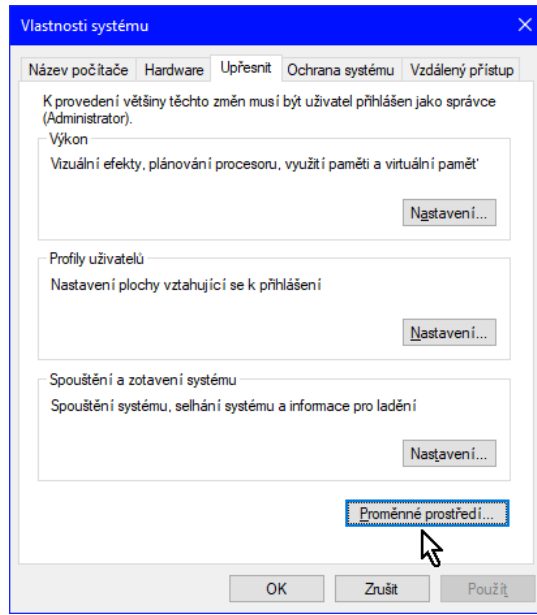 Vlastnosti systému
Název počítače Hardware Upřesnit Ochrana systému Vzdálený přístup
K provedení většiny těchto změn musí být uživatel přihlášen jako správce
(Administrator).
Výkon
Vizuální efekty, plánování procesoru, využití paměti a virtuální paměť
Nastavení...
Profily uživatelů
Nastavení plochy vztahující se k přihlášení
Nastavení...
Spouštění a zotavení systému
Spouštění systému, selhání systému a informace pro ladění
Nastavení...
Proměnné prostředí...
OK Zrušit Použít